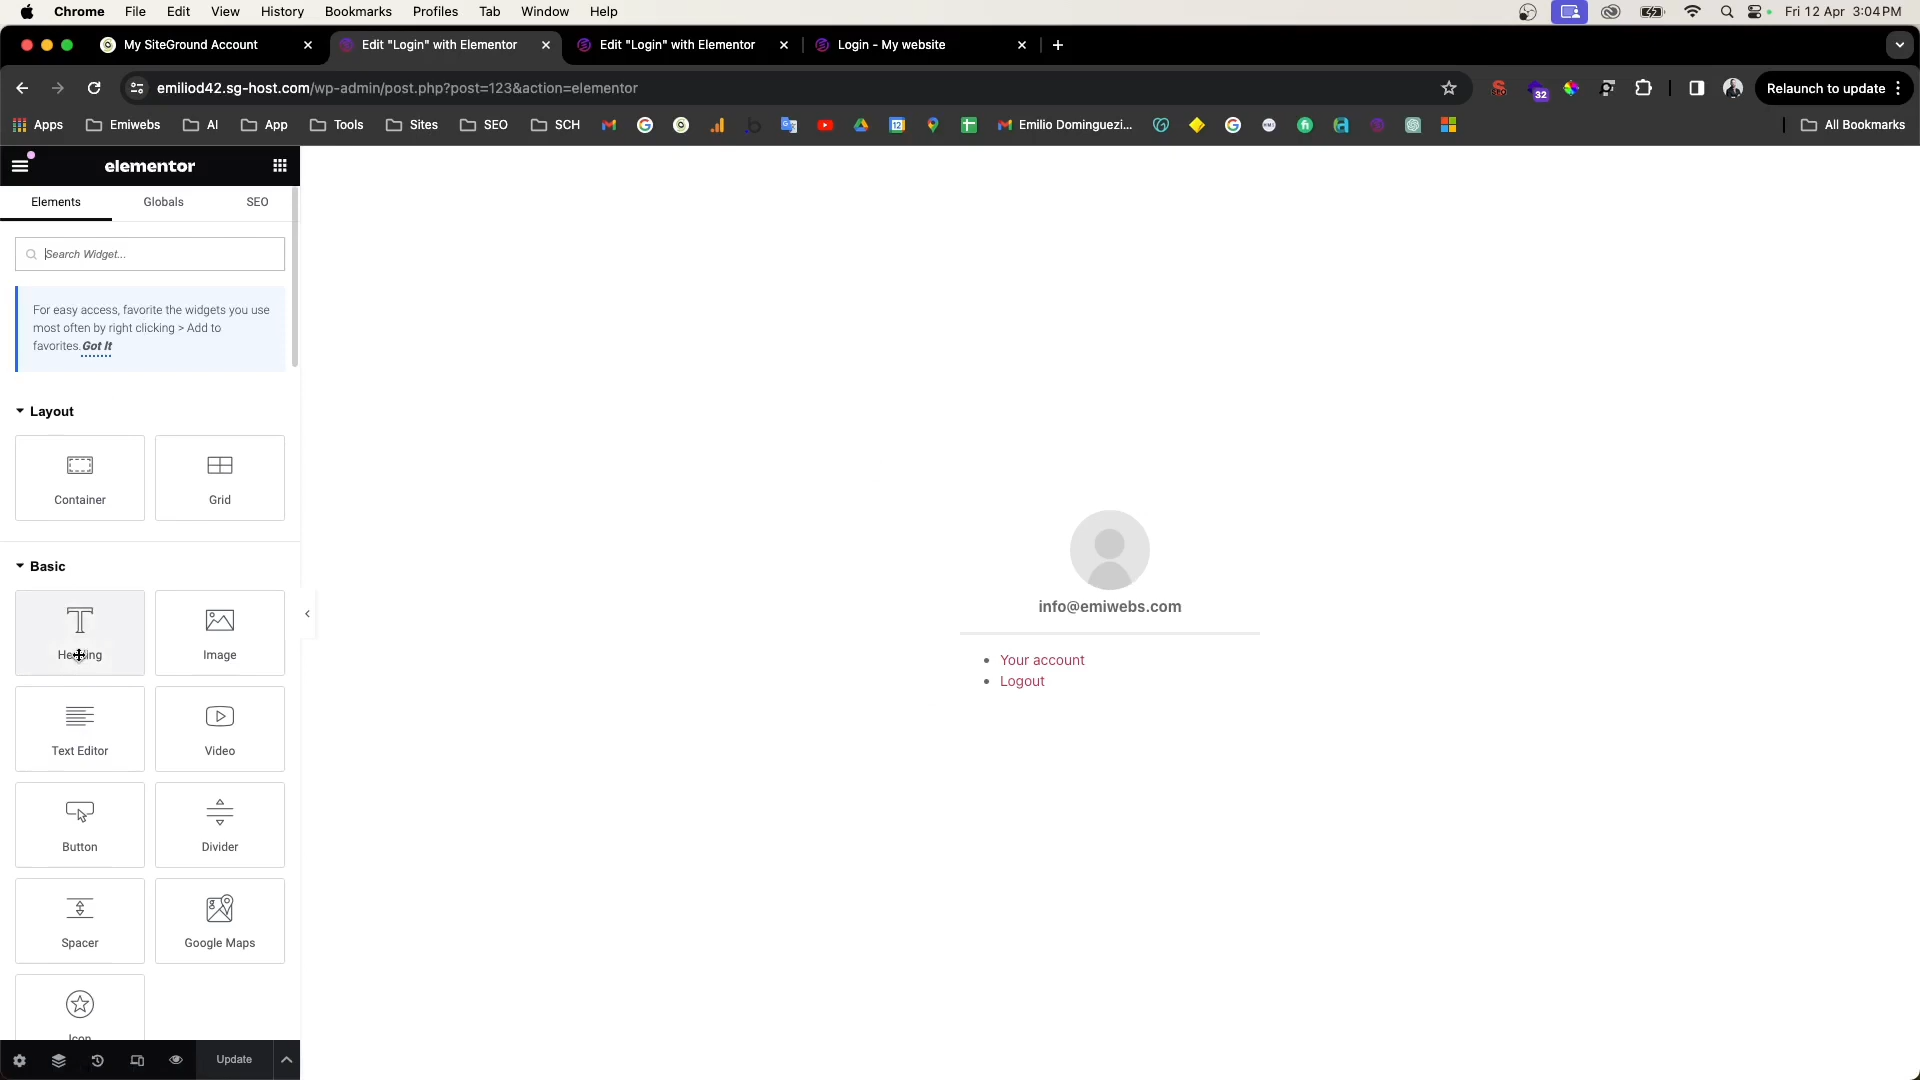 Chrome File Edit View History Bookmarks Profiles Tab Window Help Fri 12 Apr 3:04 PM
My SiteGround Account Edit "Login" with Elementor Edit "Login" with Elementor Login - My website
emiliod42.sg-host.com/wp-admin/post.php?post=123&action=elementor 32 Relaunch to update
Apps Emiwebs AI App Tools Sites SEO SCH Emilio Dominguezi... All Bookmarks
elementor
Elements Globals SEO
Search Widget...
For easy access, favorite the widgets you use
most often by right clicking > Add to
favorites. Got It
Layout
Container Grid
Basic
Heading Image
Text Editor Video
Button Divider
Spacer Google Maps
Icon
Update
info@emiwebs.com
Your account
Logout